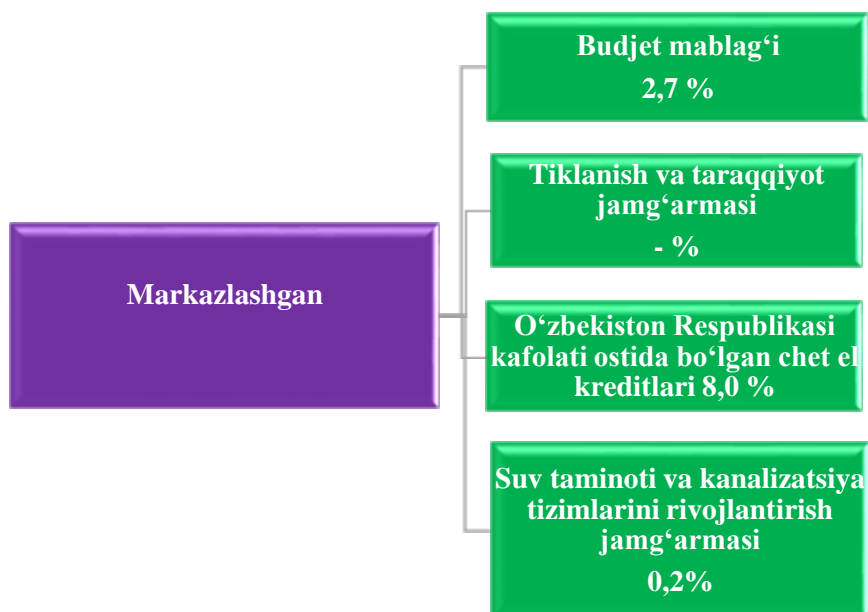 Markazlashgan
Budjet mablag‘i
2,7 %
Tiklanish va taraqqiyot
jamg‘armasi
- %
O‘zbekiston Respublikasi
kafolati ostida bo‘lgan chet el
kreditlari 8,0 %
Suv taminoti va kanalizatsiya
tizimlarini rivojlantirish
jamg‘armasi
0,2%